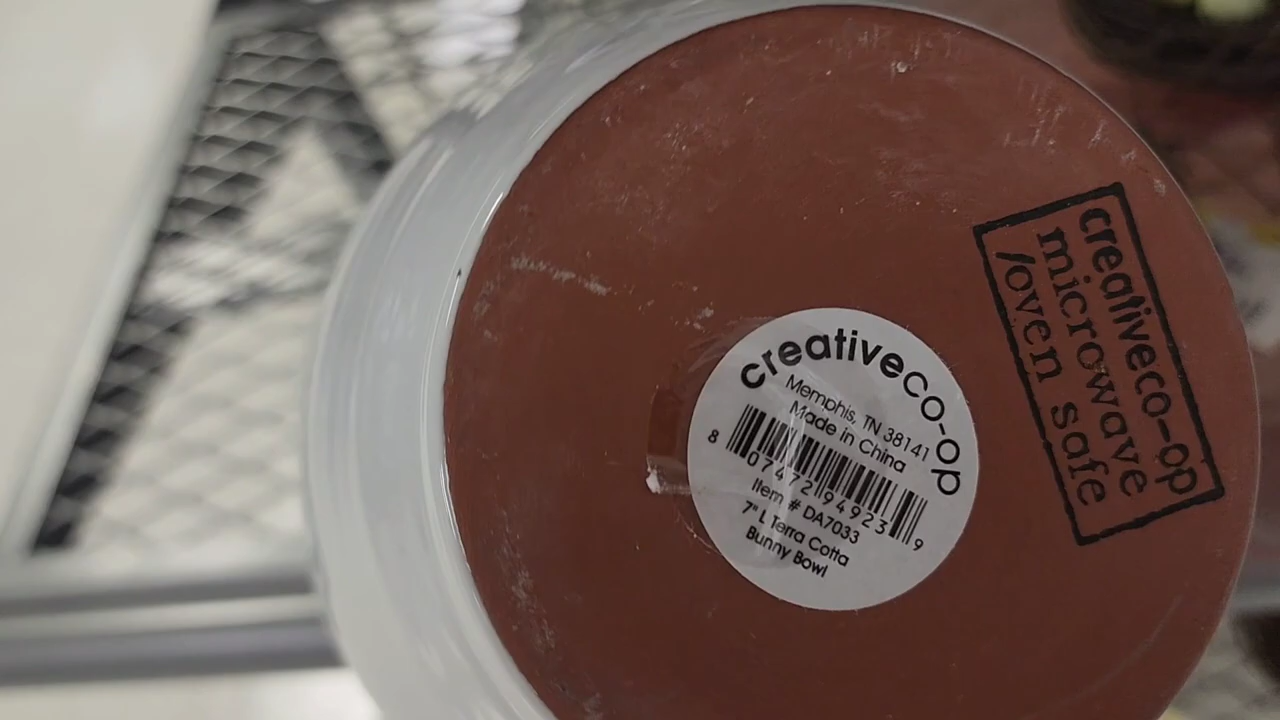 creativeco-op
Memphis, TN 38141
Made in China
8 07472 94923 9
Item # DA7033
7" L Terra Cotta
Bunny Bowl
creativeco-op
microwave
/oven safe